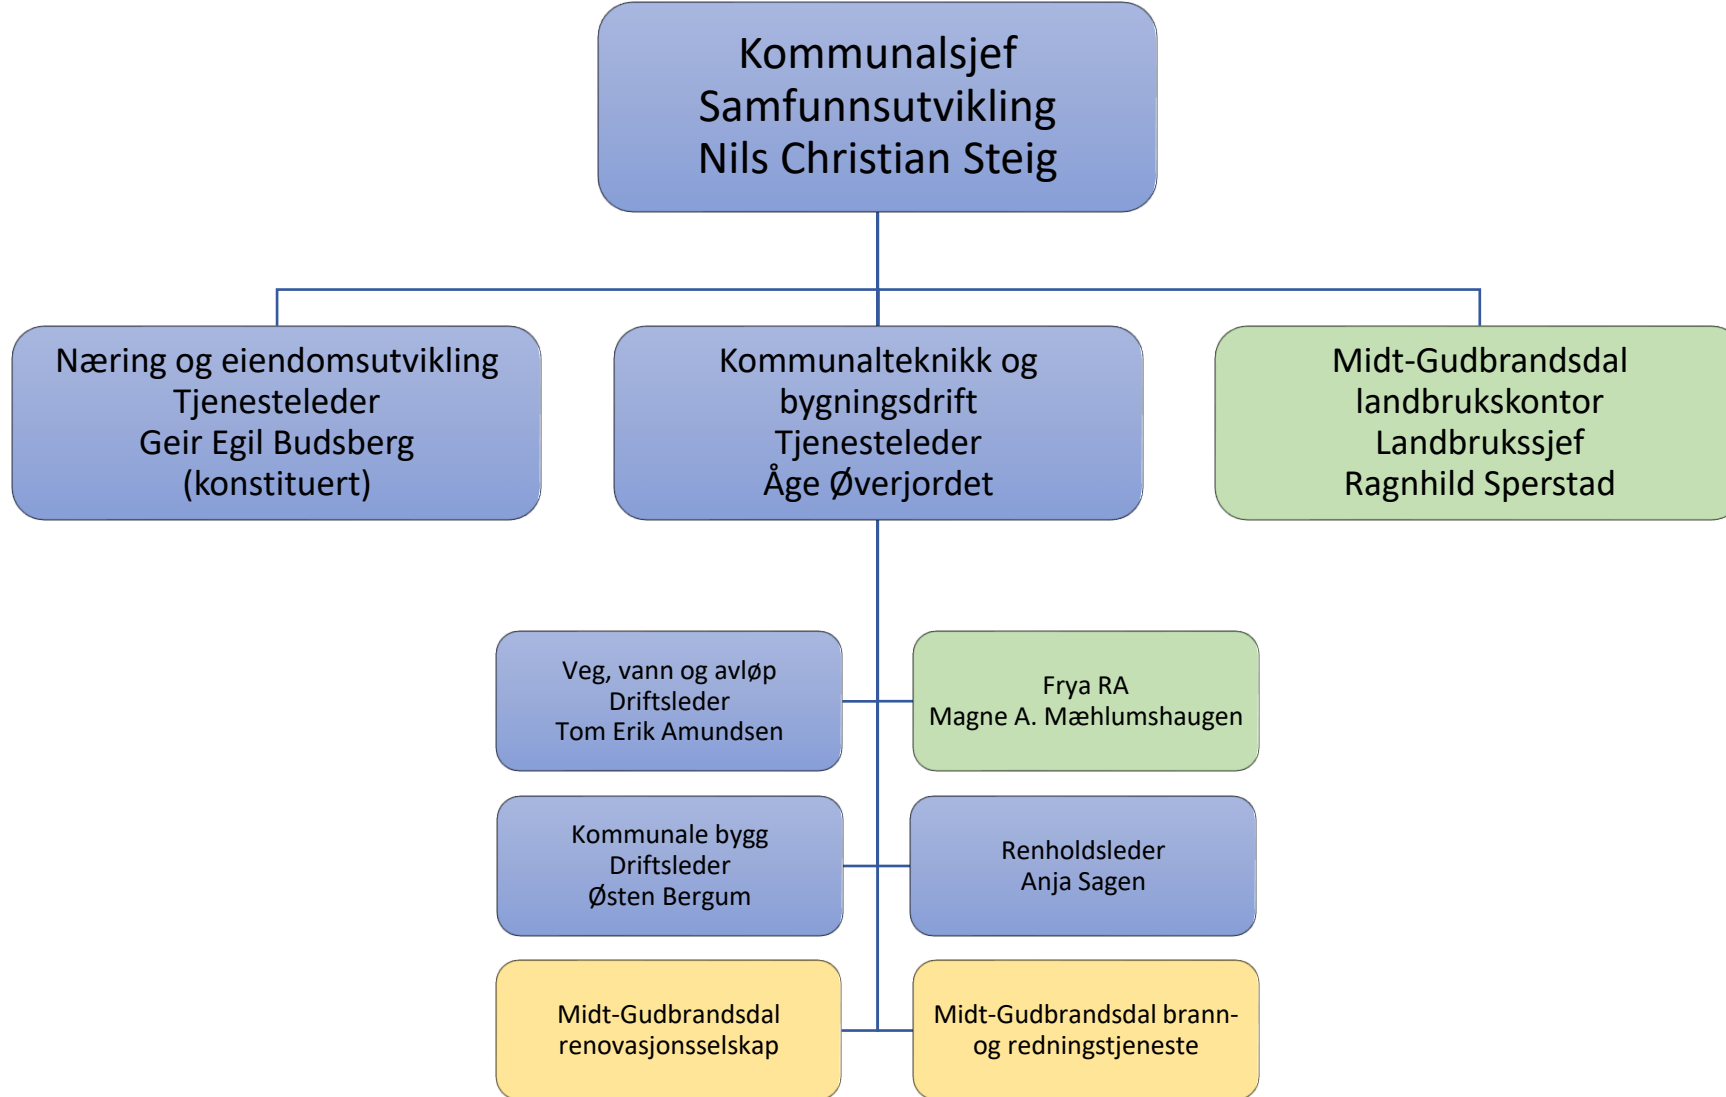 Kommunalsjef
Samfunnsutvikling
Nils Christian Steig
Næring og eiendomsutvikling
Tjenesteleder
Geir Egil Budsberg
(konstituert)
Kommunalteknikk og
bygningsdrift
Tjenesteleder
Åge Øverjordet
Midt-Gudbrandsdal
landbrukskontor
Landbrukssjef
Ragnhild Sperstad
Veg, vann og avløp
Driftsleder
Tom Erik Amundsen
Frya RA
Magne A. Mæhlumshaugen
Kommunale bygg
Driftsleder
Østen Bergum
Renholdsleder
Anja Sagen
Midt-Gudbrandsdal
renovasjonsselskap
Midt-Gudbrandsdal brann-
og redningstjeneste